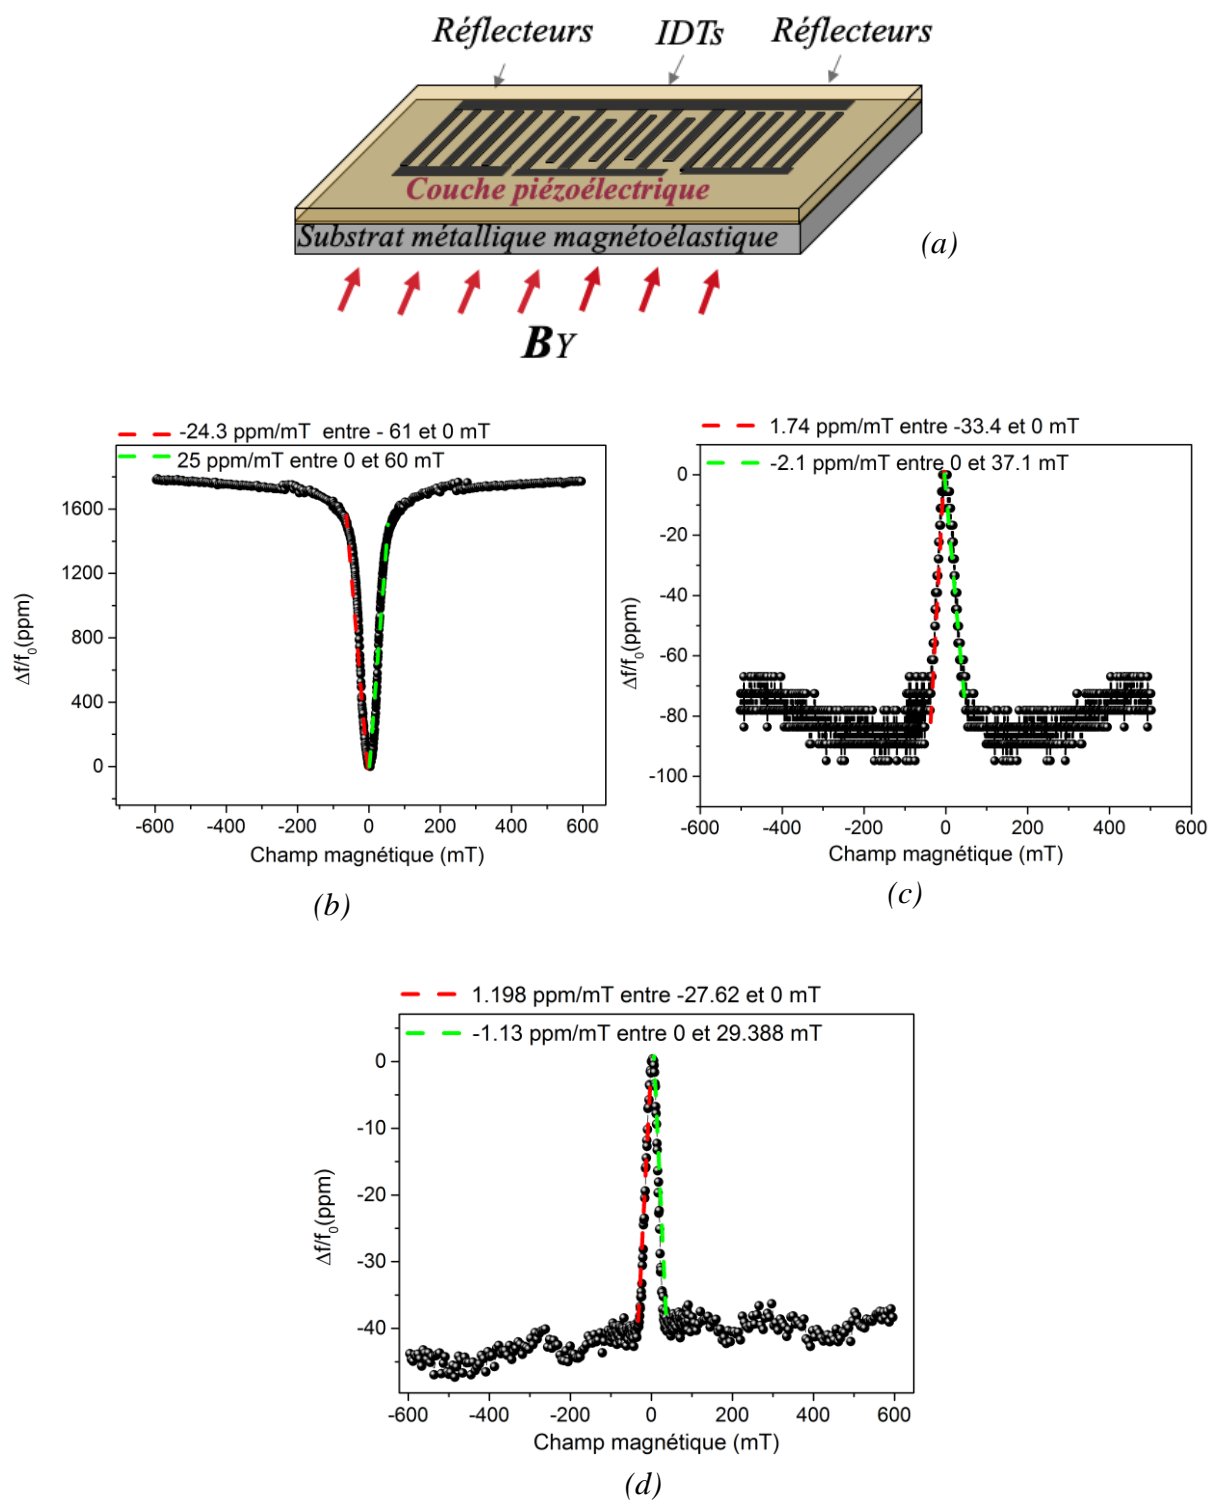 Réflecteurs IDTs Réflecteurs
Couche piézoélectrique
Substrat métallique magnétoélastique
(a)
BY
-24.3 ppm/mT entre - 61 et 0 mT
25 ppm/mT entre 0 et 60 mT
1600
1200
800
400
0
Δf/f0(ppm)
-600 -400 -200 0 200 400 600
Champ magnétique (mT)
(b)
1.74 ppm/mT entre -33.4 et 0 mT
-2.1 ppm/mT entre 0 et 37.1 mT
0
-20
-40
-60
-80
-100
Δf/f0(ppm)
-600 -400 -200 0 200 400 600
Champ magnétique (mT)
(c)
1.198 ppm/mT entre -27.62 et 0 mT
-1.13 ppm/mT entre 0 et 29.388 mT
0
-10
-20
-30
-40
Δf/f0(ppm)
-600 -400 -200 0 200 400 600
Champ magnétique (mT)
(d)